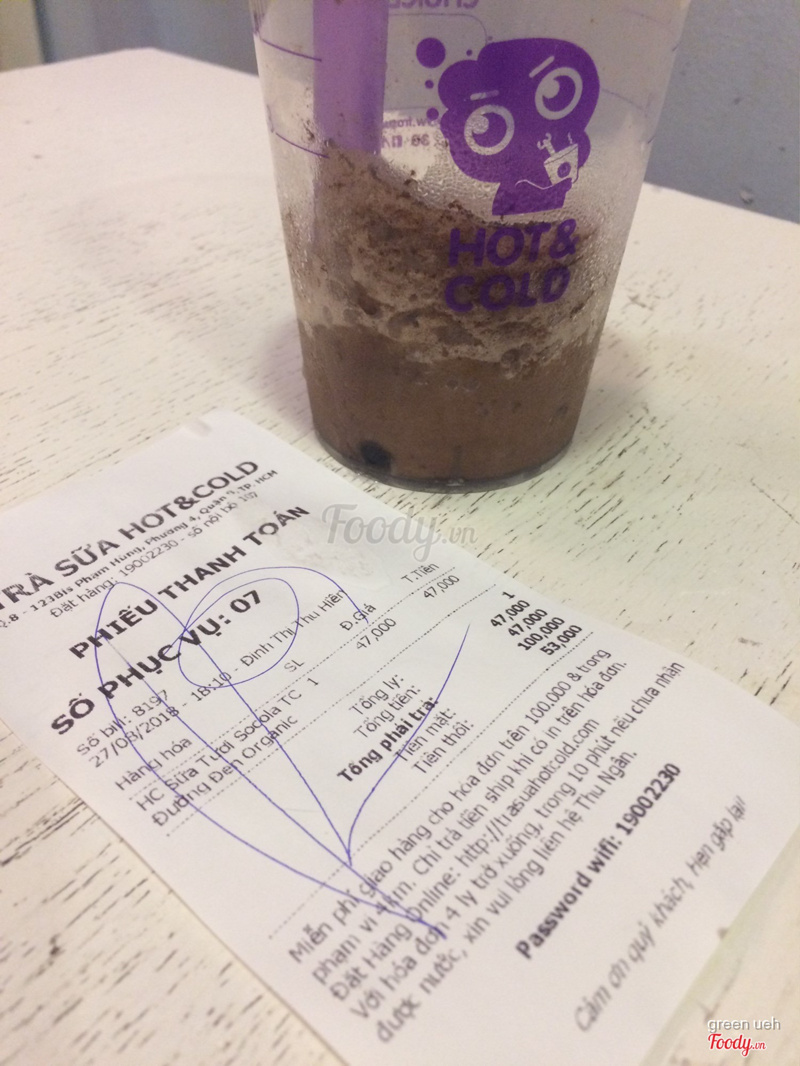 CHOICE
HOT&
COLD
TRÀ SỮA HOT&COLD
Q.8 - 123Bis Phạm Hùng, Phường 4, Quận 8, TP. HCM
Đặt hàng: 19002230 - số nội bộ 107
PHIẾU THANH TOÁN
SỐ PHỤC VỤ: 07
Số bill: 8197
27/08/2018 - 18:10 - Đinh Thị Thu Hiền
Hàng hóa SL Đ.Giá T.Tiền
HC Sữa Tươi Socola TC 1 47,000 47,000
Đường Đen Organic
Tổng ly: 1
Tổng tiền: 47,000
Tổng phải trả: 47,000
Tiền mặt: 100,000
Tiền thối: 53,000
Miễn phí giao hàng cho hóa đơn trên 100,000 & trong
phạm vi 4km. Chỉ trả tiền ship khi có in trên hóa đơn.
Đặt Hàng Online: http://trasuahotcold.com
Với hóa đơn 4 ly trở xuống, trong 10 phút nếu chưa nhận
được nước, xin vui lòng liên hệ Thu Ngân.
Password wifi: 19002230
Cảm ơn quý khách, Hẹn gặp lại!
Foody.vn
green ueh
Foody.vn